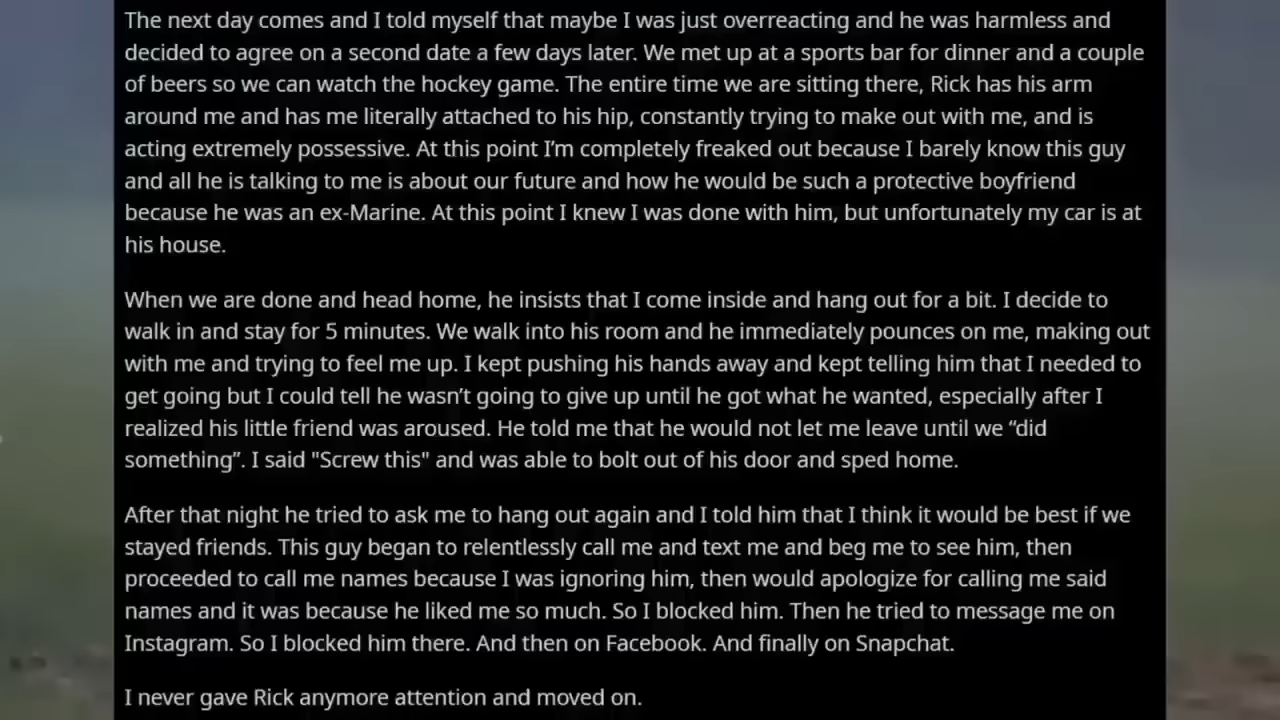 The next day comes and I told myself that maybe I was just overreacting and he was harmless and
decided to agree on a second date a few days later. We met up at a sports bar for dinner and a couple
of beers so we can watch the hockey game. The entire time we are sitting there, Rick has his arm
around me and has me literally attached to his hip, constantly trying to make out with me, and is
acting extremely possessive. At this point I’m completely freaked out because I barely know this guy
and all he is talking to me is about our future and how he would be such a protective boyfriend
because he was an ex-Marine. At this point I knew I was done with him, but unfortunately my car is at
his house.
When we are done and head home, he insists that I come inside and hang out for a bit. I decide to
walk in and stay for 5 minutes. We walk into his room and he immediately pounces on me, making out
with me and trying to feel me up. I kept pushing his hands away and kept telling him that I needed to
get going but I could tell he wasn’t going to give up until he got what he wanted, especially after I
realized his little friend was aroused. He told me that he would not let me leave until we “did
something”. I said "Screw this" and was able to bolt out of his door and sped home.
After that night he tried to ask me to hang out again and I told him that I think it would be best if we
stayed friends. This guy began to relentlessly call me and text me and beg me to see him, then
proceeded to call me names because I was ignoring him, then would apologize for calling me said
names and it was because he liked me so much. So I blocked him. Then he tried to message me on
Instagram. So I blocked him there. And then on Facebook. And finally on Snapchat.
I never gave Rick anymore attention and moved on.